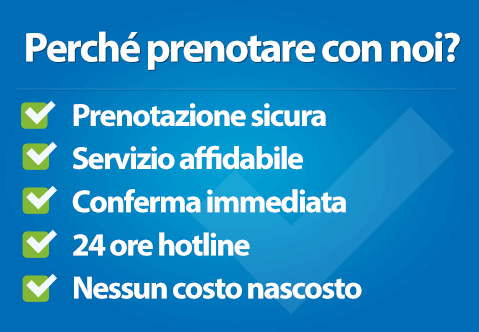 Perché prenotare con noi?
Prenotazione sicura
Servizio affidabile
Conferma immediata
24 ore hotline
Nessun costo nascosto